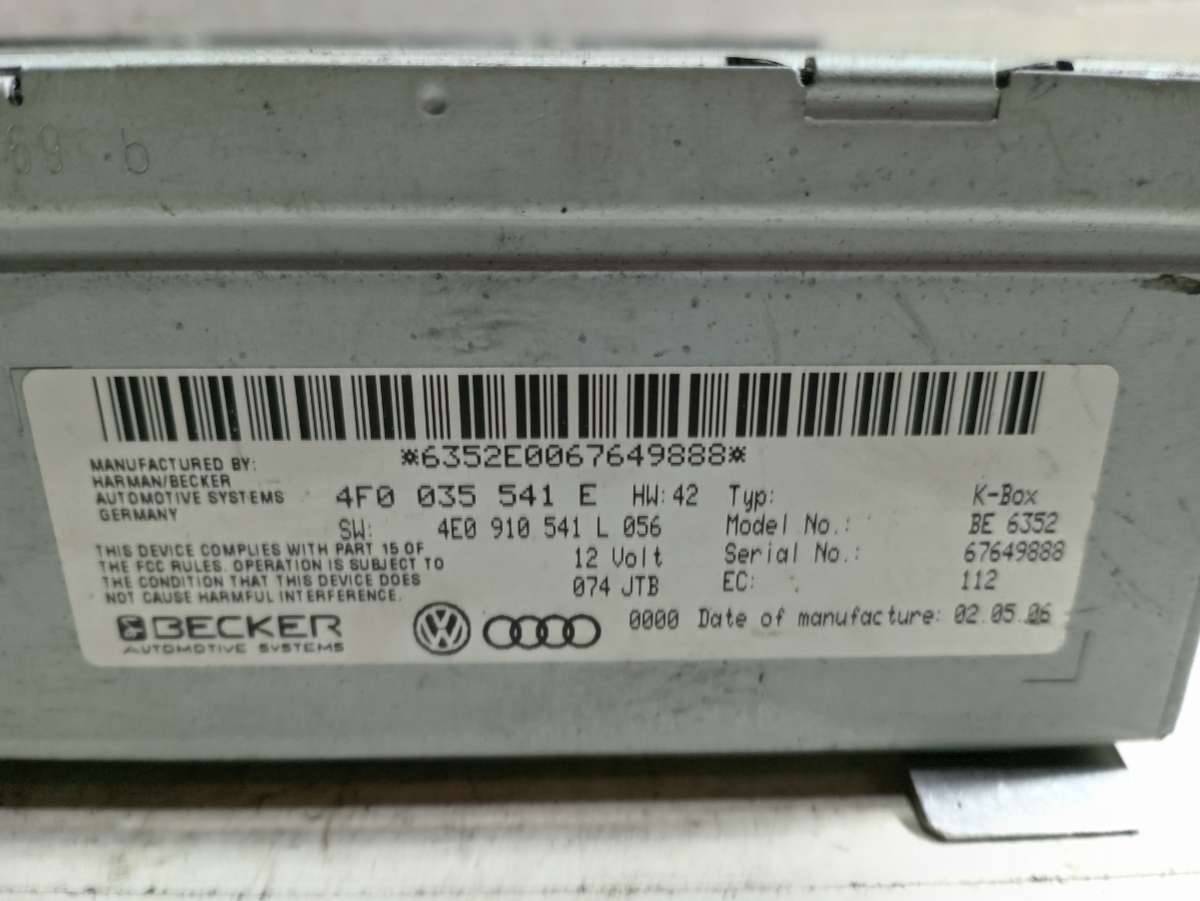 *6352E0067649888*
MANUFACTURED BY:
HARMAN/BECKER
AUTOMOTIVE SYSTEMS
GERMANY
4F0 035 541 E HW: 42
SW: 4E0 910 541 L 056
12 Volt
074 JTB
Typ: K-Box
Model No.: BE 6352
Serial No.: 67649888
EC: 112
THIS DEVICE COMPLIES WITH PART 15 OF
THE FCC RULES. OPERATION IS SUBJECT TO
THE CONDITION THAT THIS DEVICE DOES
NOT CAUSE HARMFUL INTERFERENCE.
0000 Date of manufacture: 02.05.06
BECKER
AUTOMOTIVE SYSTEMS